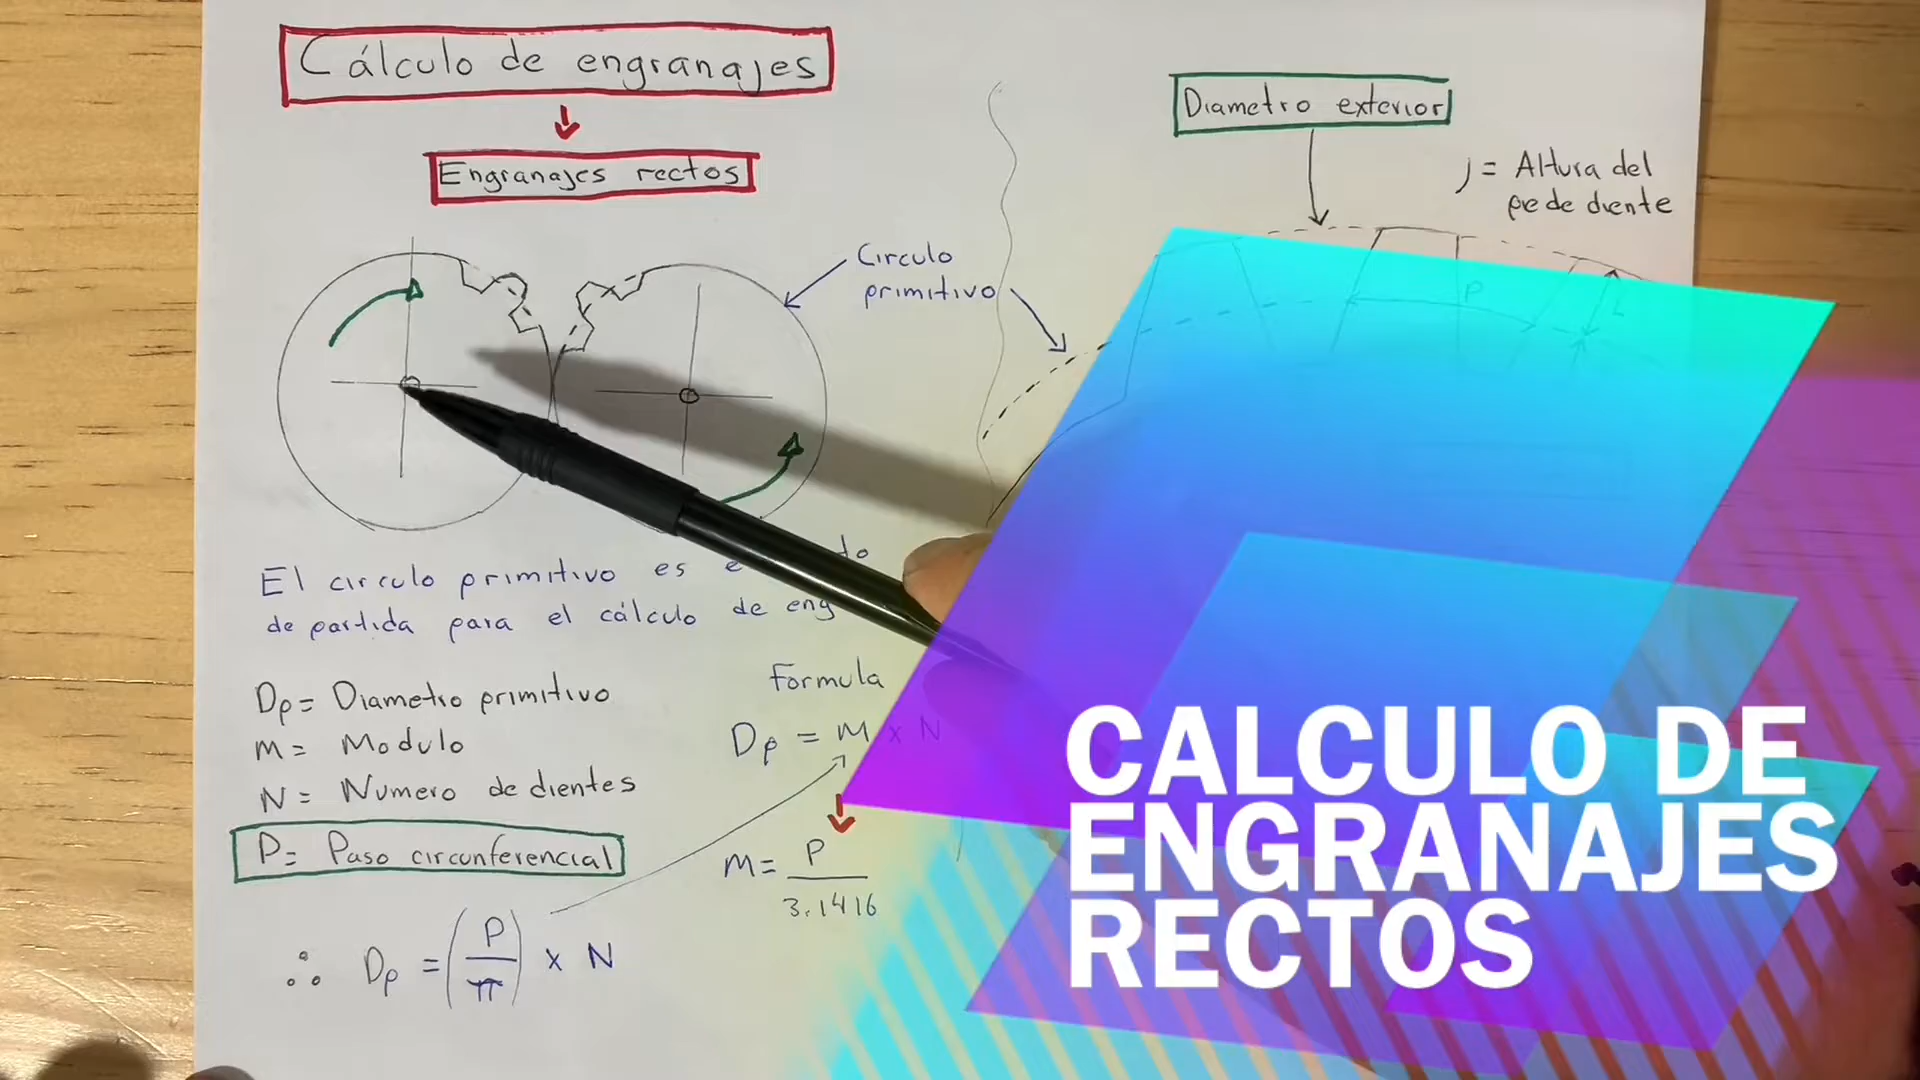 Cálculo de engranajes
Engranajes rectos
Circulo
primitivo
El circulo primitivo es to
de partida para el cálculo de eng
Dp = Diametro primitivo
m = Modulo
N = Numero de dientes
P = Paso circunferencial
∴ Dp = (P/π) x N
Formula
Dp = M x N
M = P
3.1416
Diametro exterior
j = Altura del
pie de diente
P
L
CALCULO DE
ENGRANAJES
RECTOS